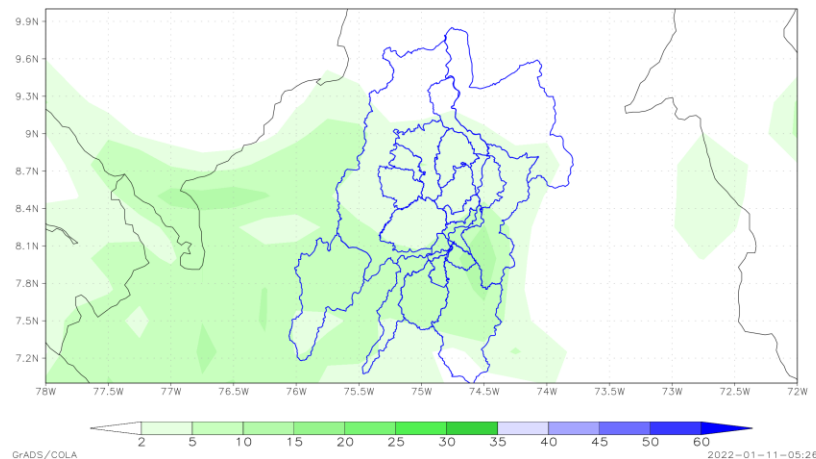 9.9N
9.6N
9.3N
9N
8.7N
8.4N
8.1N
7.8N
7.5N
7.2N
78W 77.5W 77W 76.5W 76W 75.5W 75W 74.5W 74W 73.5W 73W 72.5W 72W
2 5 10 15 20 25 30 35 40 45 50 60
GrADS/COLA 2022-01-11-05:26